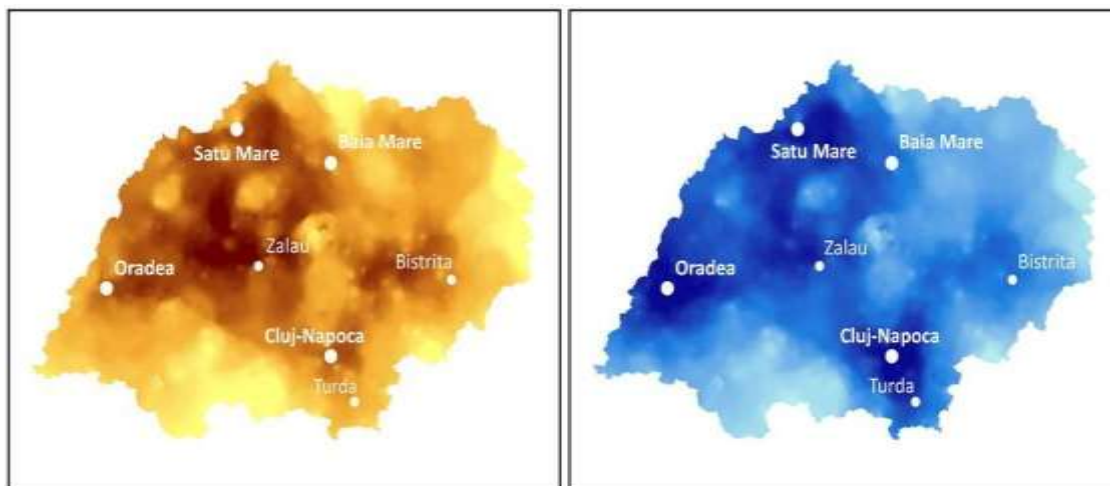 Satu Mare
Baia Mare
Zalau
Oradea
Bistrita
Cluj-Napoca
Turda
Satu Mare
Baia Mare
Zalau
Oradea
Bistrita
Cluj-Napoca
Turda